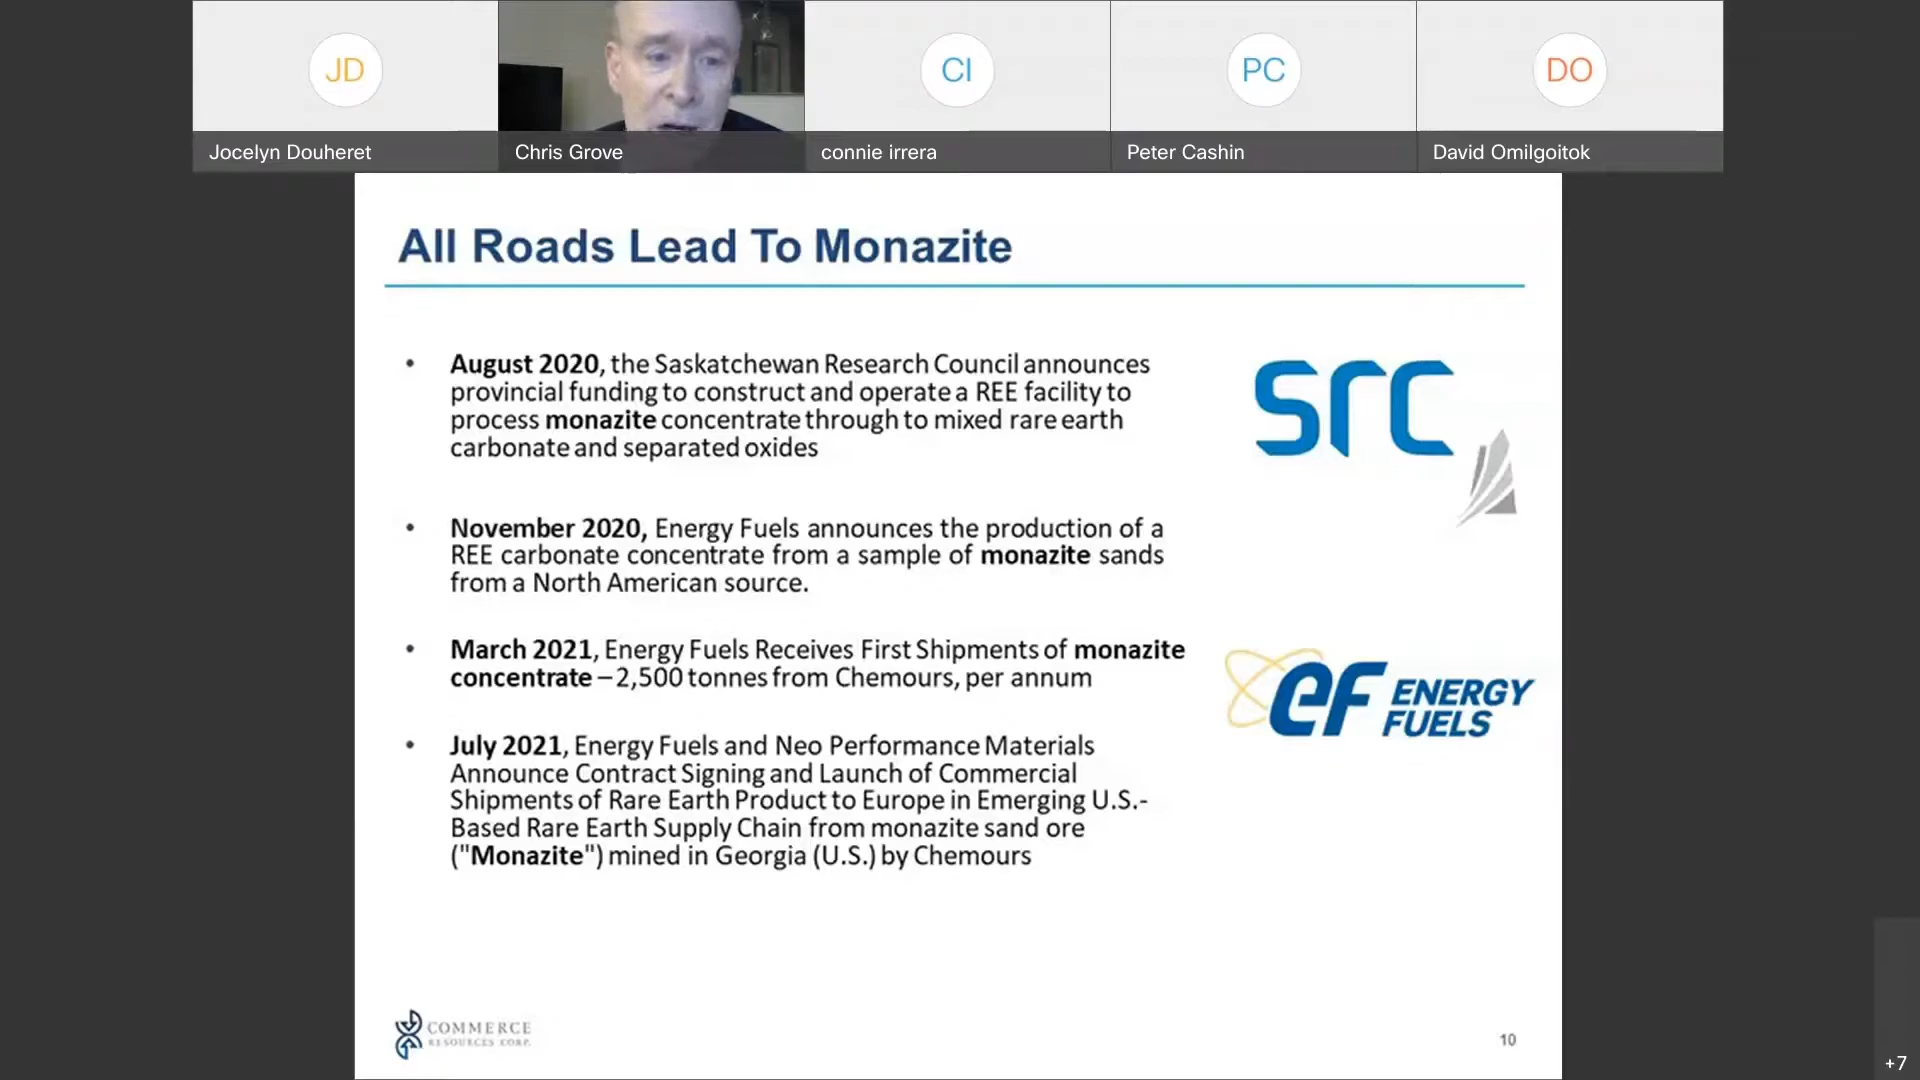 JD
CI
PC
DO
Jocelyn Douheret
Chris Grove
connie irrera
Peter Cashin
David Omilgoitok
All Roads Lead To Monazite
• August 2020, the Saskatchewan Research Council announces
provincial funding to construct and operate a REE facility to
process monazite concentrate through to mixed rare earth
carbonate and separated oxides
src
• November 2020, Energy Fuels announces the production of a
REE carbonate concentrate from a sample of monazite sands
from a North American source.
• March 2021, Energy Fuels Receives First Shipments of monazite
concentrate – 2,500 tonnes from Chemours, per annum
ef ENERGY
FUELS
• July 2021, Energy Fuels and Neo Performance Materials
Announce Contract Signing and Launch of Commercial
Shipments of Rare Earth Product to Europe in Emerging U.S.-
Based Rare Earth Supply Chain from monazite sand ore
("Monazite") mined in Georgia (U.S.) by Chemours
COMMERCE
RESOURCES CORP.
10
+7